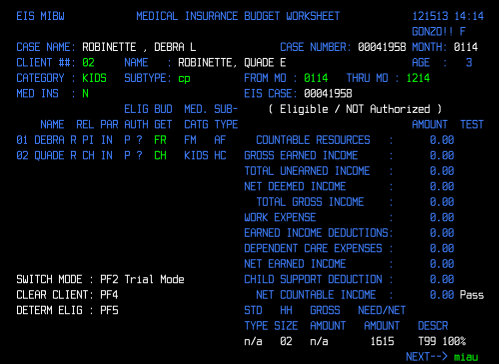 EIS MIBW MEDICAL INSURANCE BUDGET WORKSHEET 121513 14:14
GONZO!! F
CASE NAME: ROBINETTE , DEBRA L CASE NUMBER: 00041958 MONTH: 0114
CLIENT ##: 02 NAME : ROBINETTE, QUADE E AGE : 3
CATEGORY : KIDS SUBTYPE: cp FROM MO : 0114 THRU MO : 1214
MED INS : N EIS CASE: 00041958
ELIG BUD MED. SUB- ( Eligible / NOT Authorized )
NAME REL PAR AUTH GET CATG TYPE AMOUNT TEST
01 DEBRA R PI IN P ? FR FM AF COUNTABLE RESOURCES : 0.00
02 QUADE R CH IN P ? CH KIDS HC GROSS EARNED INCOME : 0.00
TOTAL UNEARNED INCOME : 0.00
NET DEEMED INCOME : 0.00
TOTAL GROSS INCOME : 0.00
WORK EXPENSE : 0.00
EARNED INCOME DEDUCTIONS: 0.00
DEPENDENT CARE EXPENSES : 0.00
NET EARNED INCOME : 0.00
SWITCH MODE : PF2 Trial Mode CHILD SUPPORT DEDUCTION : 0.00
CLEAR CLIENT: PF4 NET COUNTABLE INCOME : 0.00 Pass
DETERM ELIG : PF5 STD HH GROSS NEED/NET
TYPE SIZE AMOUNT AMOUNT DESCR
n/a 02 n/a 1615 T99 100%
NEXT--> miau